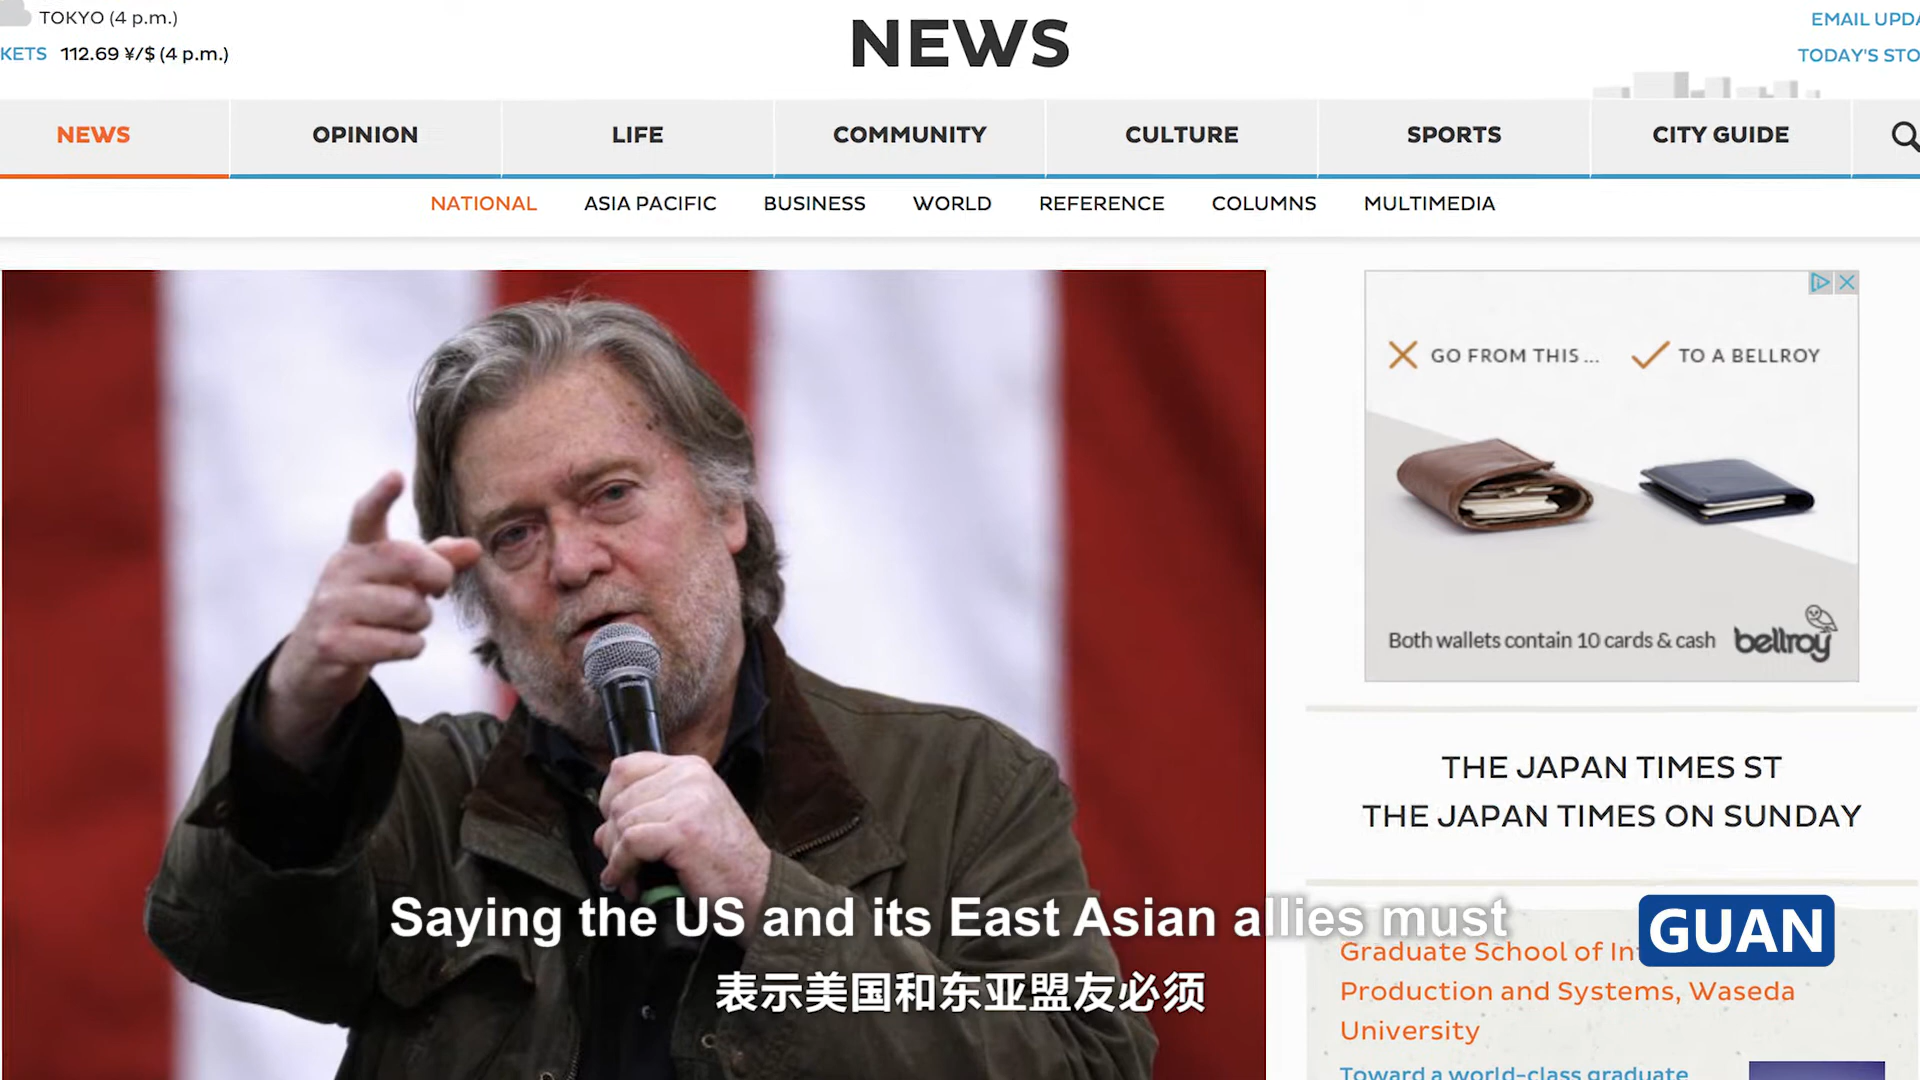 TOKYO (4 p.m.)
KETS 112.69 ¥/$ (4 p.m.)
NEWS
EMAIL UPDA
TODAY'S STO
NEWS OPINION LIFE COMMUNITY CULTURE SPORTS CITY GUIDE
NATIONAL ASIA PACIFIC BUSINESS WORLD REFERENCE COLUMNS MULTIMEDIA
GO FROM THIS ... TO A BELLROY
Both wallets contain 10 cards & cash bellroy
THE JAPAN TIMES ST
THE JAPAN TIMES ON SUNDAY
Saying the US and its East Asian allies must
表示美国和东亚盟友必须
GUAN
Graduate School of In
Production and Systems, Waseda
University
Toward a world-class graduate